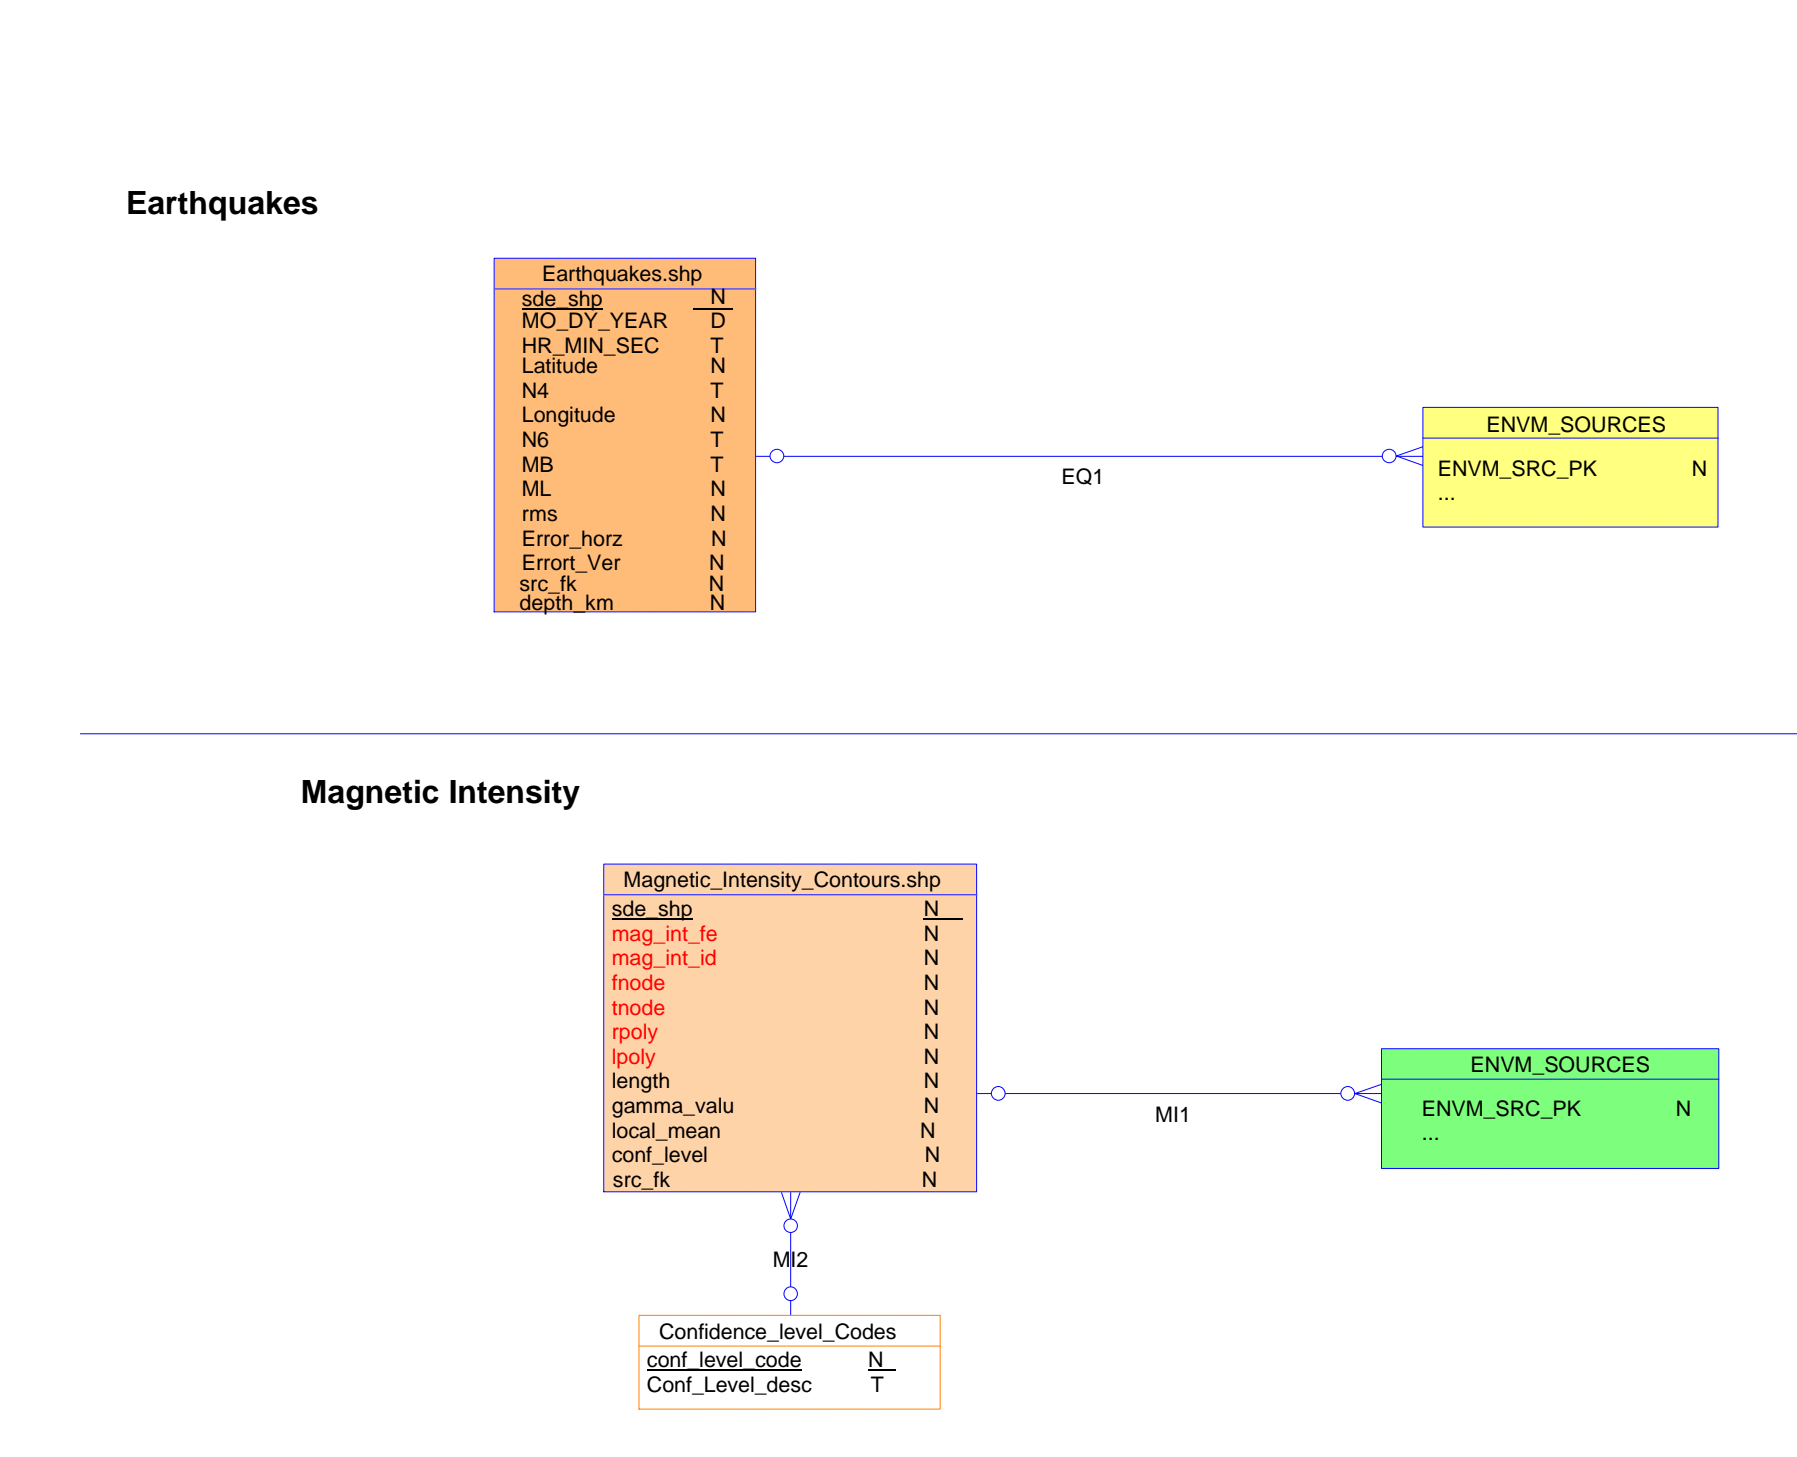 Earthquakes
Earthquakes.shp
sde_shp N
MO_DY_YEAR D
HR_MIN_SEC T
Latitude N
N4 T
Longitude N
N6 T
MB T
ML N
rms N
Error_horz N
Errort_Ver N
src_fk N
depth_km N
EQ1
ENVM_SOURCES
ENVM_SRC_PK N
...
Magnetic Intensity
Magnetic_Intensity_Contours.shp
sde_shp N
mag_int_fe N
mag_int_id N
fnode N
tnode N
rpoly N
lpoly N
length N
gamma_valu N
local_mean N
conf_level N
src_fk N
MI1
ENVM_SOURCES
ENVM_SRC_PK N
...
MI2
Confidence_level_Codes
conf_level_code N
Conf_Level_desc T